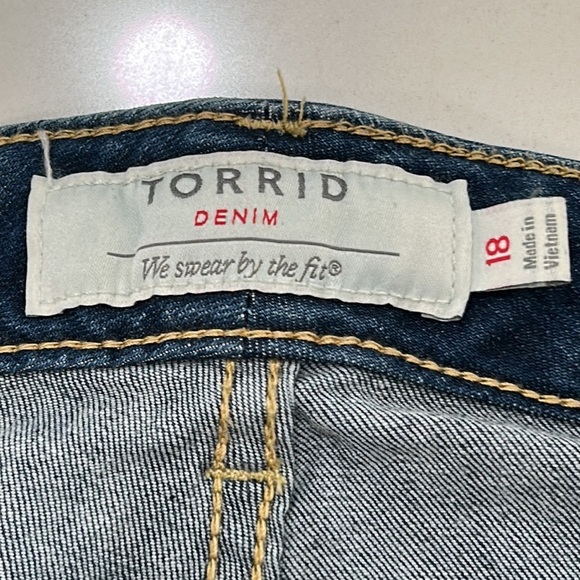 TORRID
DENIM
We swear by the fit®
18
Made in
Vietnam